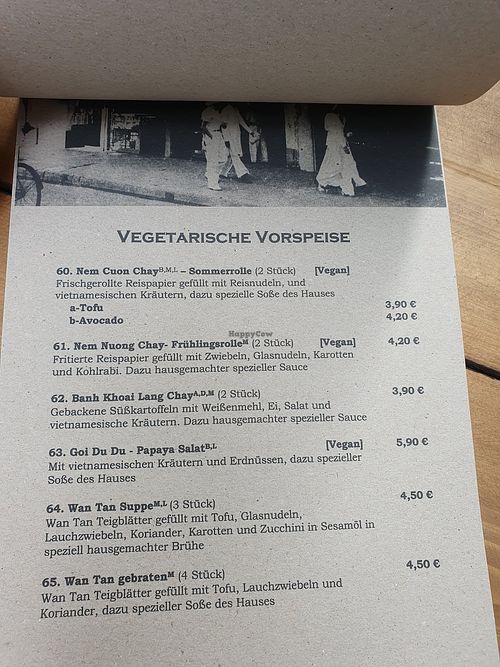 VEGETARISCHE VORSPEISE
60. Nem Cuon Chay B,M,L – Sommerrolle (2 Stück) [Vegan]
Frischgerollte Reispapier gefüllt mit Reisnudeln, und
vietnamesischen Kräutern, dazu spezielle Soße des Hauses
a-Tofu 3,90 €
b-Avocado 4,20 €
HappyCow
61. Nem Nuong Chay- Frühlingsrolle M (2 Stück) [Vegan] 4,20 €
Fritierte Reispapier gefüllt mit Zwiebeln, Glasnudeln, Karotten
und Kohlrabi. Dazu hausgemachter spezieller Sauce
62. Banh Khoai Lang Chay A,D,M (2 Stück) 3,90 €
Gebackene Süßkartoffeln mit Weißenmehl, Ei, Salat und
vietnamesische Kräutern. Dazu hausgemachter spezieller Sauce
63. Goi Du Du - Papaya Salat B,L [Vegan] 5,90 €
Mit vietnamesischen Kräutern und Erdnüssen, dazu spezieller
Soße des Hauses
64. Wan Tan Suppe M,L (3 Stück) 4,50 €
Wan Tan Teigblätter gefüllt mit Tofu, Glasnudeln,
Lauchzwiebeln, Koriander, Karotten und Zucchini in Sesamöl in
speziell hausgemachter Brühe
65. Wan Tan gebraten M (4 Stück) 4,50 €
Wan Tan Teigblätter gefüllt mit Tofu, Lauchzwiebeln und
Koriander, dazu spezieller Soße des Hauses